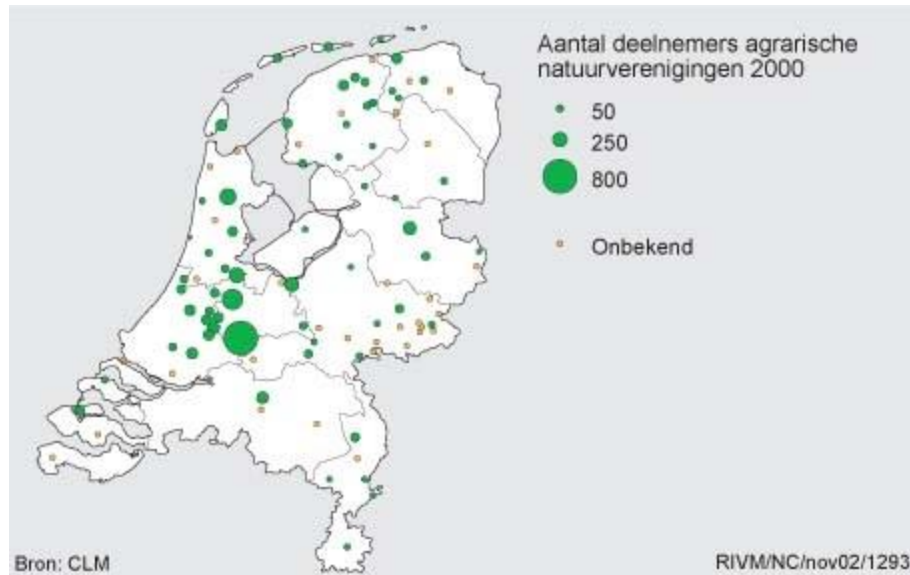 Aantal deelnemers agrarische
natuurverenigingen 2000
50
250
800
Onbekend
Bron: CLM
RIVM/NC/nov02/1293